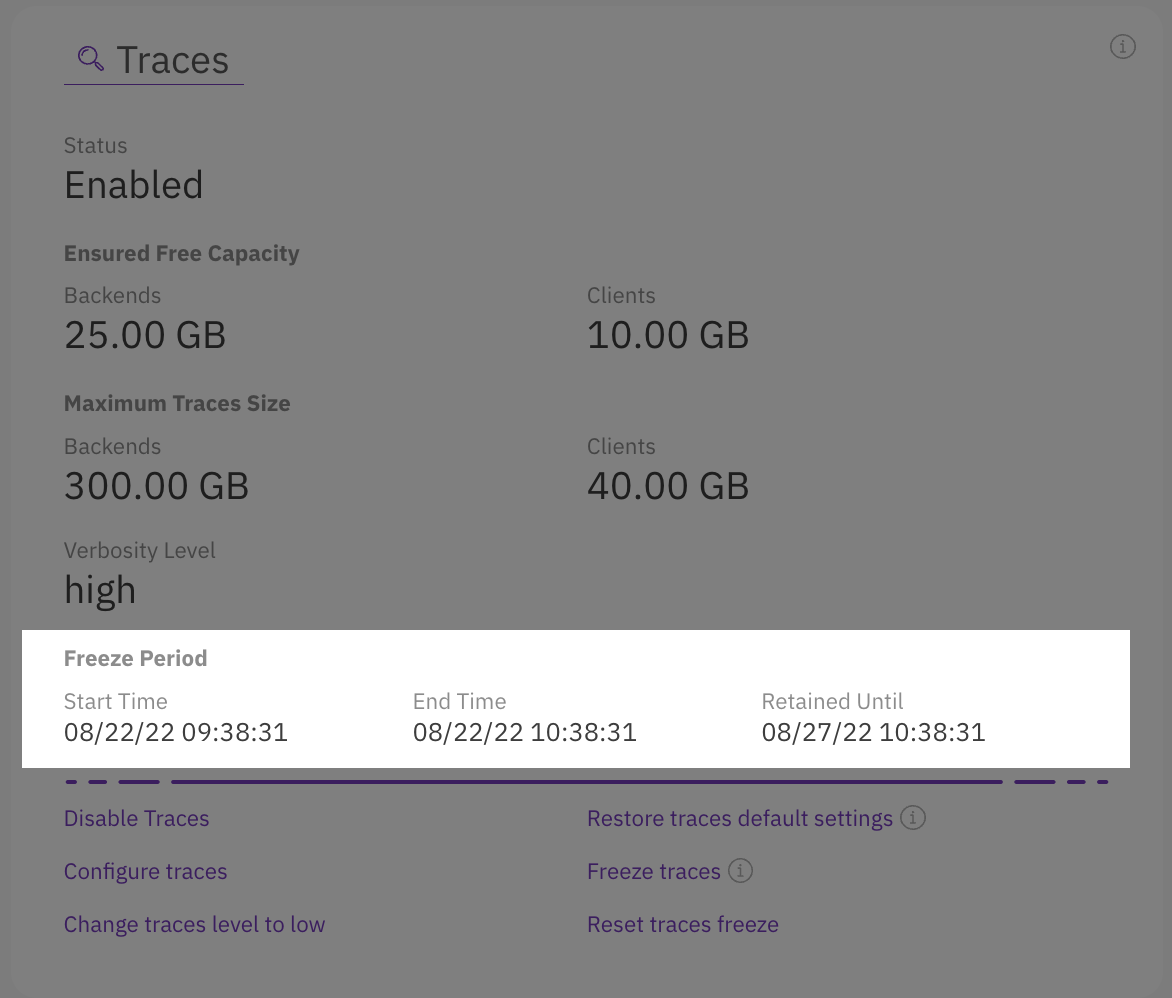 Traces
Status
Enabled
Ensured Free Capacity
Backends Clients
25.00 GB 10.00 GB
Maximum Traces Size
Backends Clients
300.00 GB 40.00 GB
Verbosity Level
high
Freeze Period
Start Time End Time Retained Until
08/22/22 09:38:31 08/22/22 10:38:31 08/27/22 10:38:31
Disable Traces Restore traces default settings
Configure traces Freeze traces
Change traces level to low Reset traces freeze